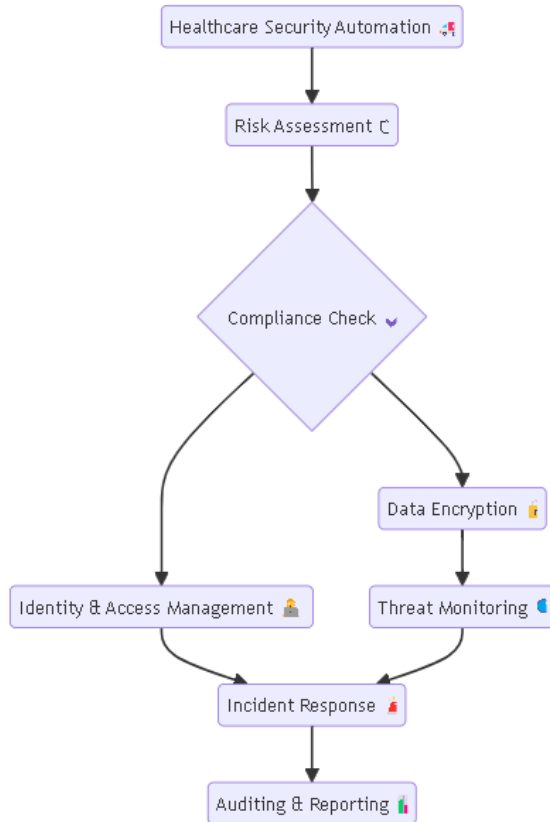 Healthcare Security Automation
Risk Assessment
Compliance Check
Data Encryption
Identity & Access Management
Threat Monitoring
Incident Response
Auditing & Reporting